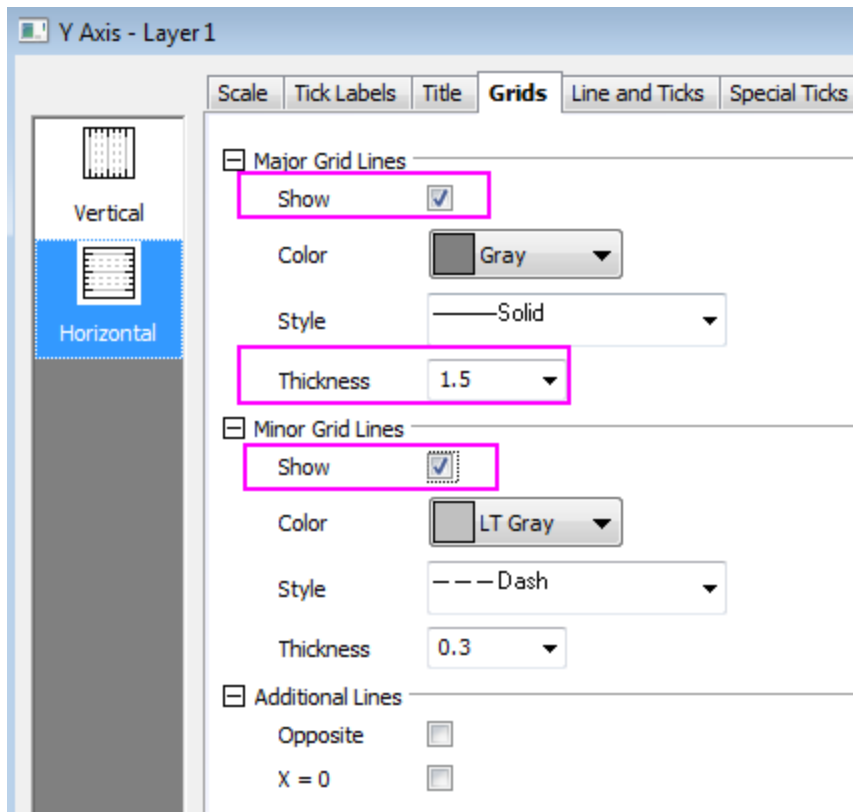 Y Axis - Layer 1
Scale Tick Labels Title Grids Line and Ticks Special Ticks
Vertical
Horizontal
Major Grid Lines
Show
Color Gray
Style Solid
Thickness 1.5
Minor Grid Lines
Show
Color LT Gray
Style Dash
Thickness 0.3
Additional Lines
Opposite
X = 0